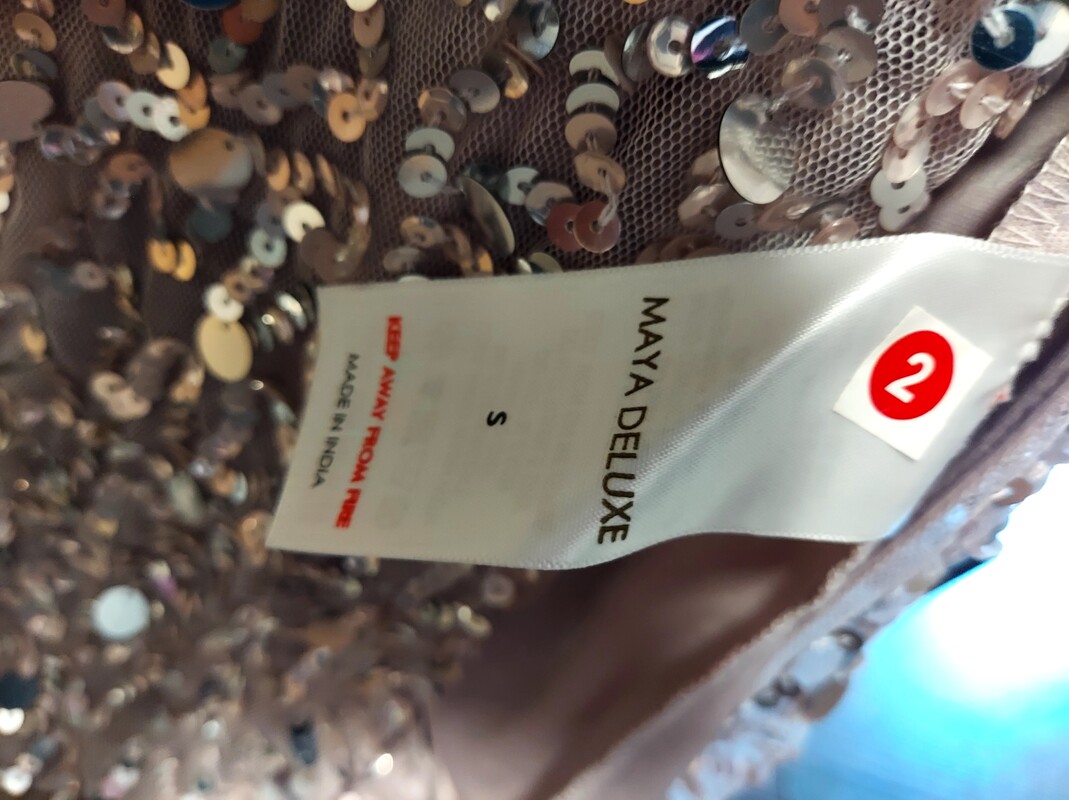 2
MAYA DELUXE
S
KEEP AWAY FROM FIRE
MADE IN INDIA